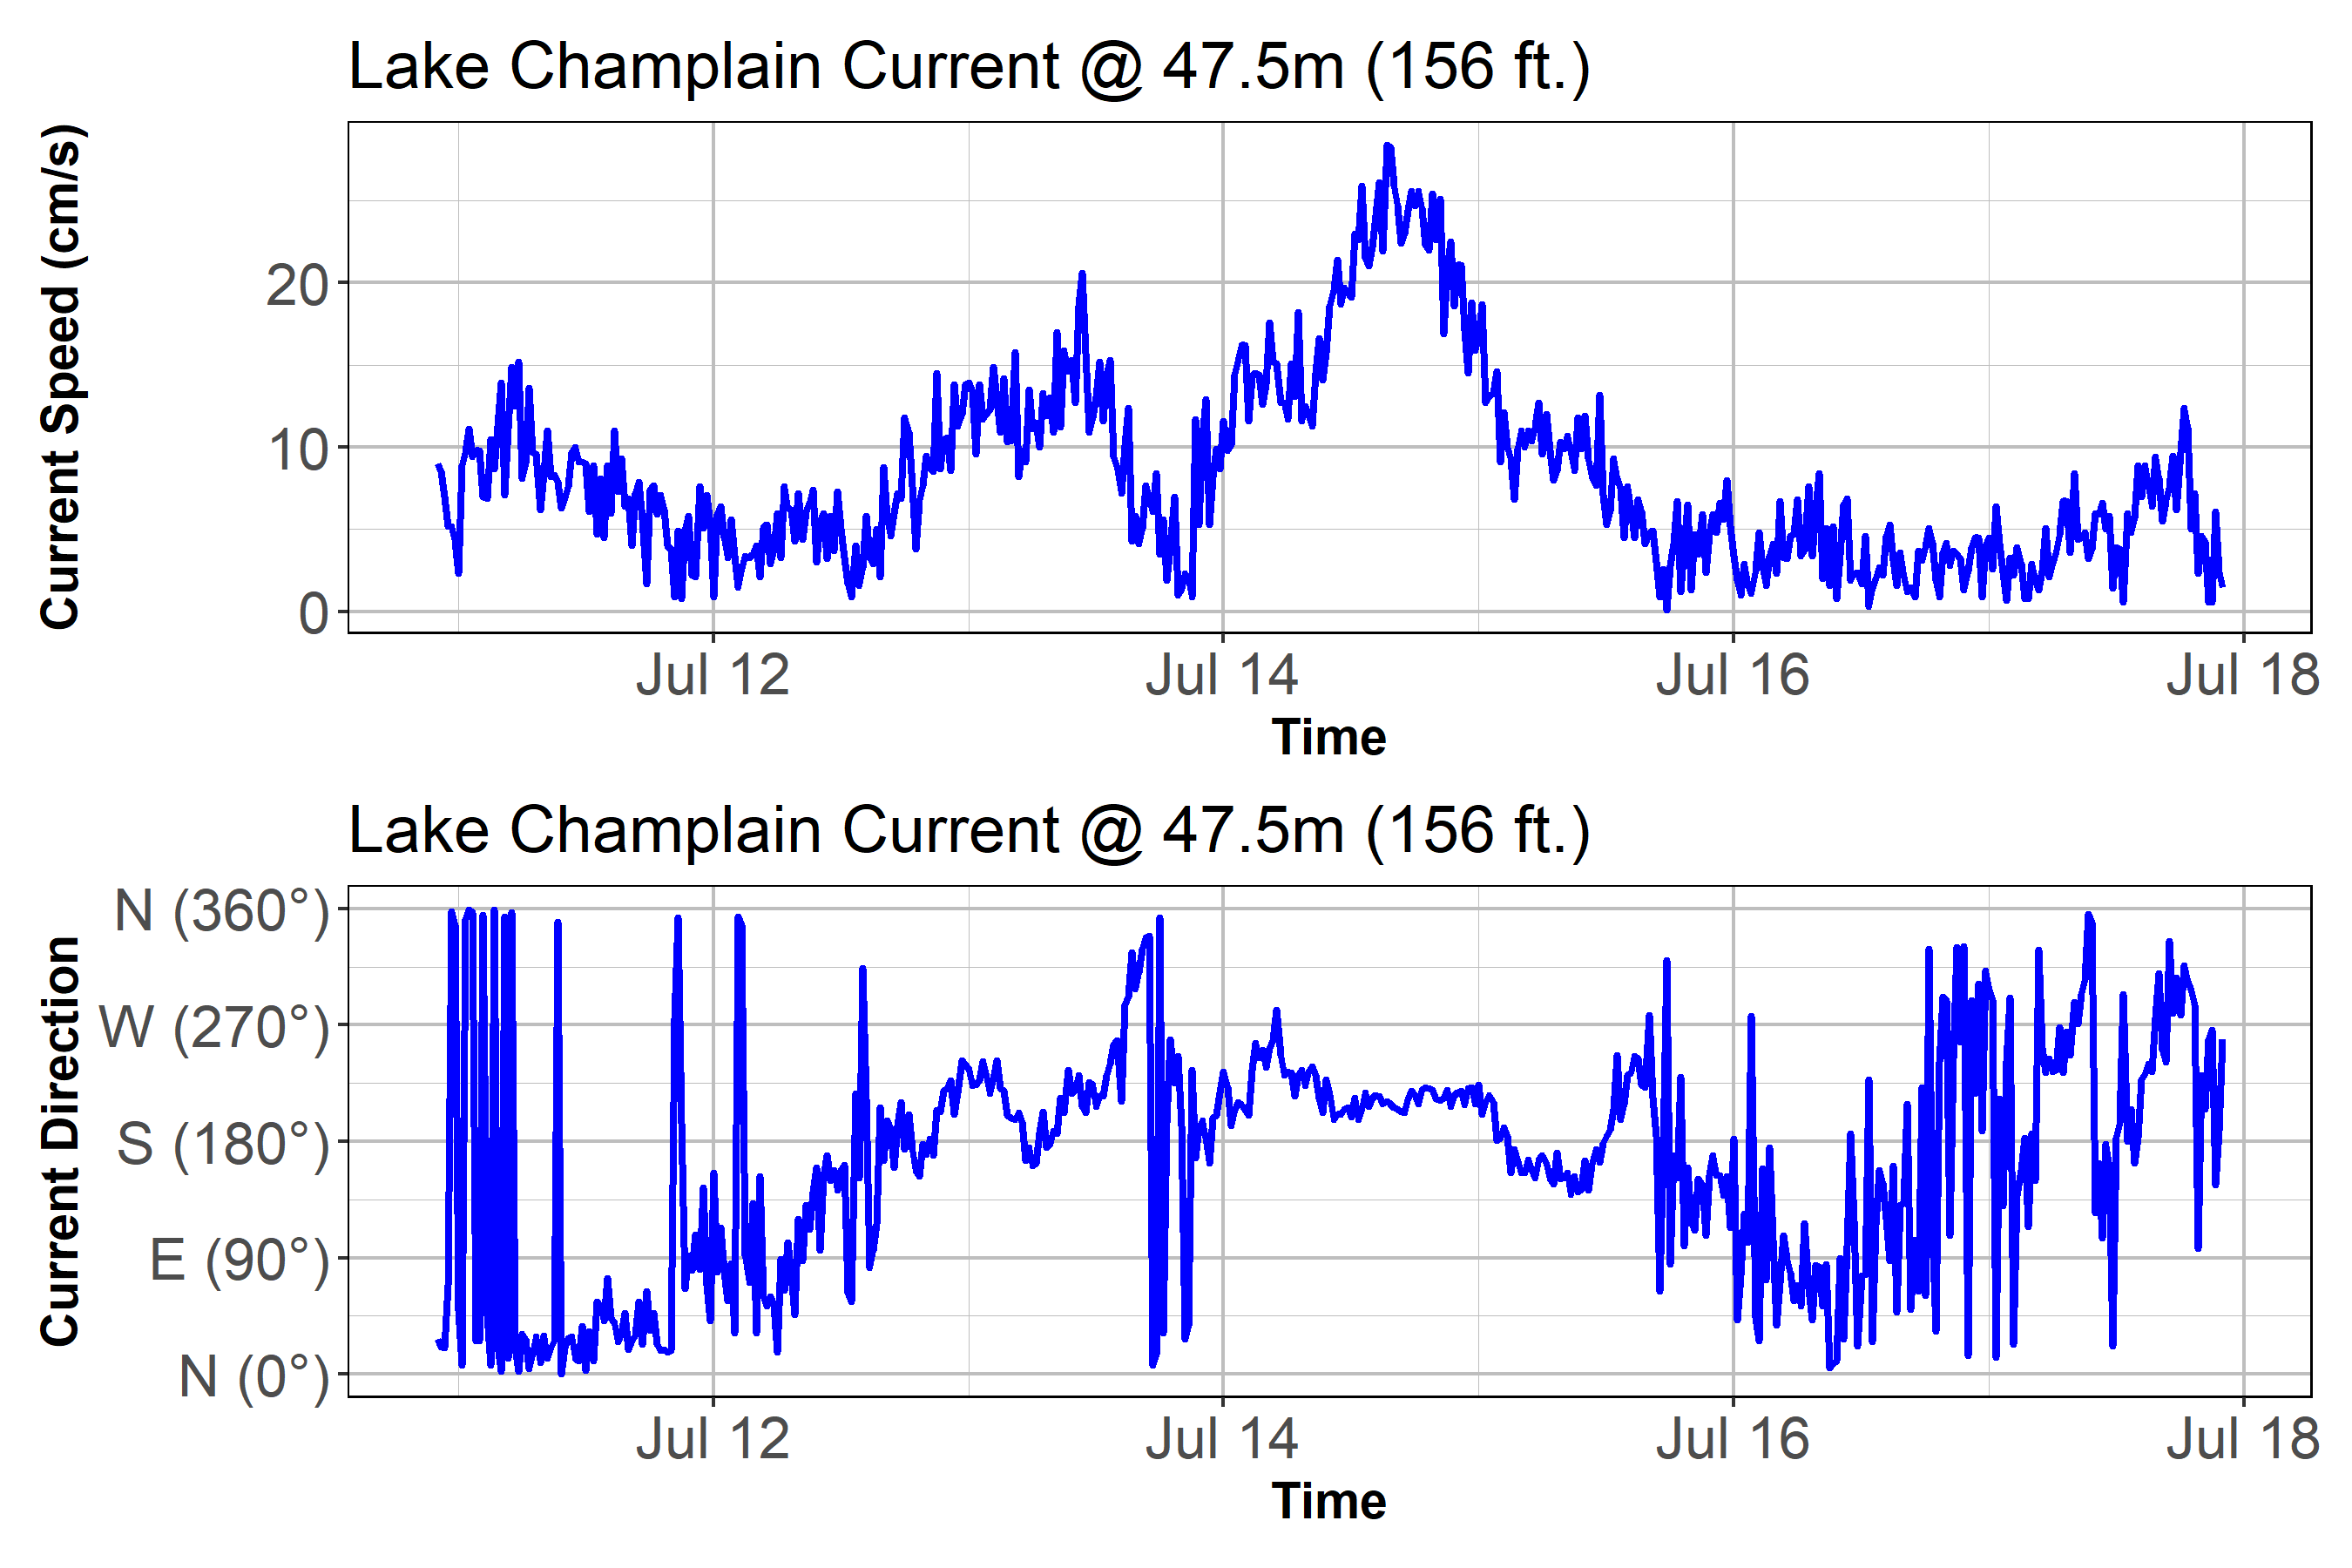 Lake Champlain Current @ 47.5m (156 ft.)
Current Speed (cm/s)
20
10
0
Jul 12
Jul 14
Jul 16
Jul 18
Time
Lake Champlain Current @ 47.5m (156 ft.)
Current Direction
N (360°)
W (270°)
S (180°)
E (90°)
N (0°)
Jul 12
Jul 14
Jul 16
Jul 18
Time